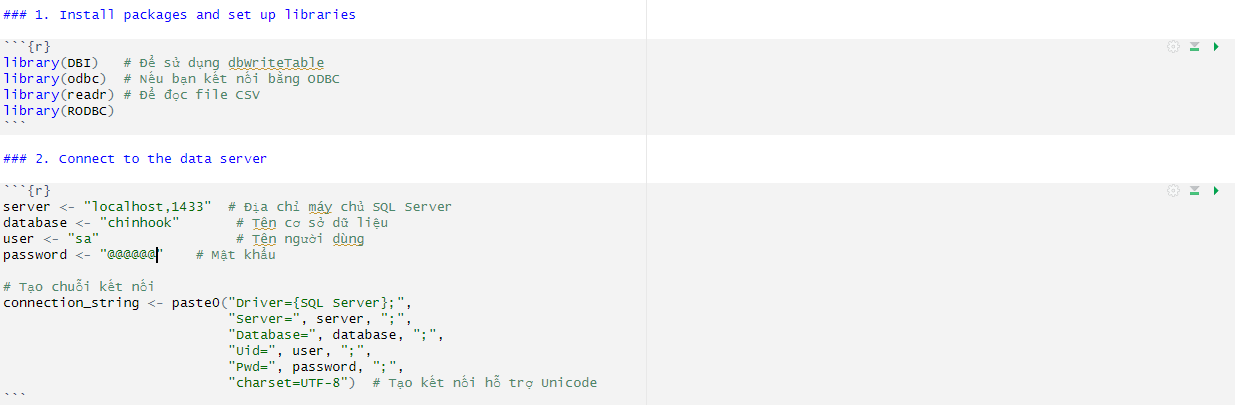 ### 1. Install packages and set up libraries
```{r}
library(DBI)   # Để sử dụng dbWriteTable
library(odbc)  # Nếu bạn kết nối bằng ODBC
library(readr) # Để đọc file CSV
library(RODBC)
```
### 2. Connect to the data server
```{r}
server <- "localhost,1433"  # Địa chỉ máy chủ SQL Server
database <- "chinhook"       # Tên cơ sở dữ liệu
user <- "sa"                 # Tên người dùng
password <- "@@@@@@"    # Mật khẩu
# Tạo chuỗi kết nối
connection_string <- paste0("Driver={SQL Server};",
                            "Server=", server, ";",
                            "Database=", database, ";",
                            "Uid=", user, ";",
                            "Pwd=", password, ";",
                            "charset=UTF-8")  # Tạo kết nối hỗ trợ Unicode
```